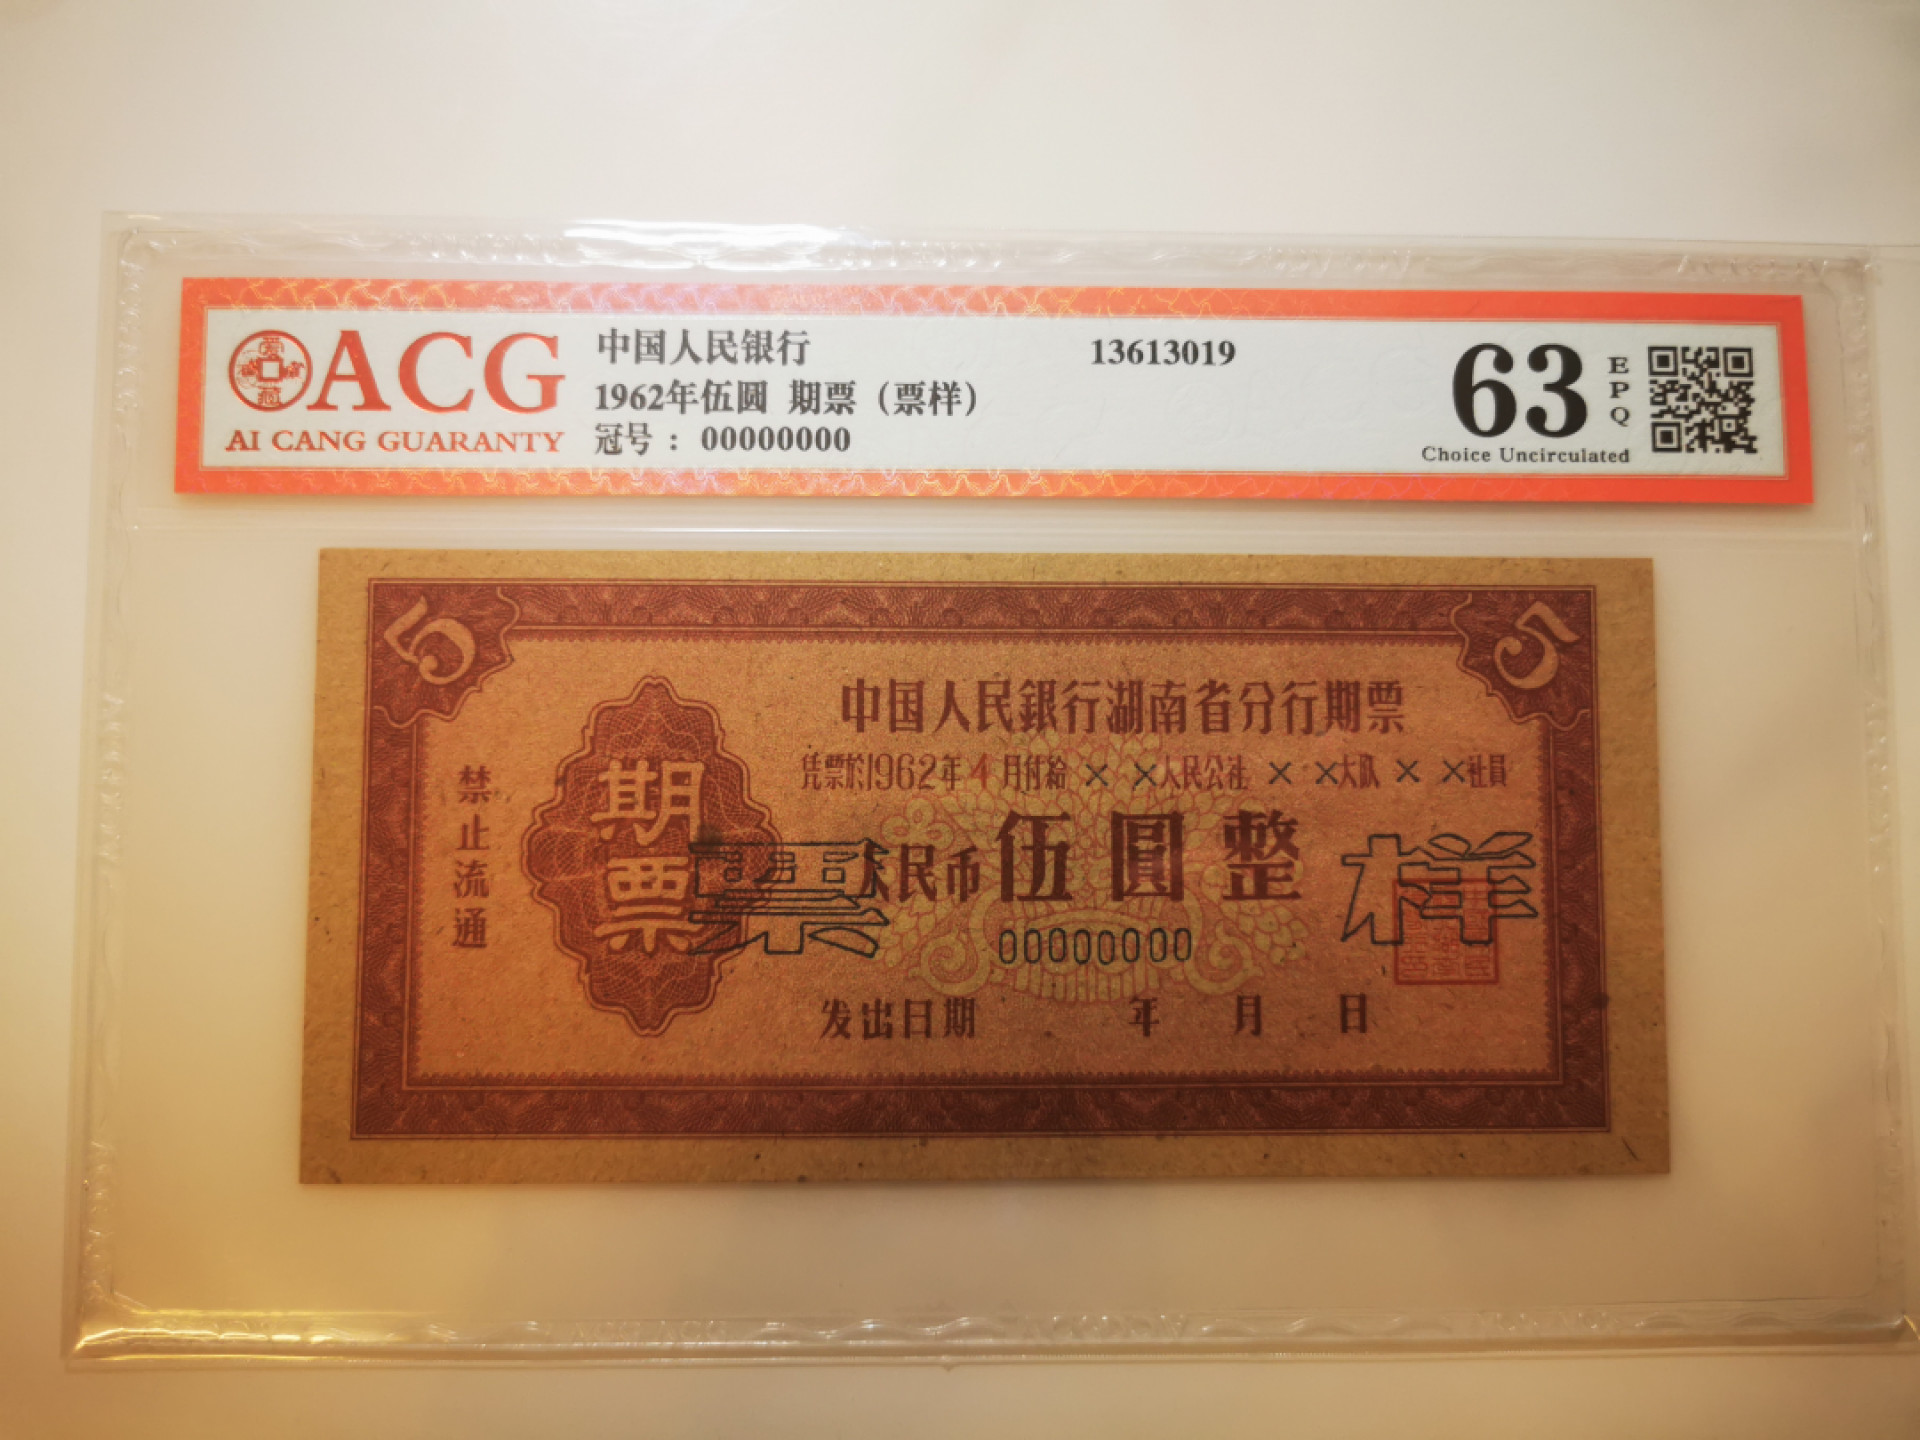 ACG
AI CANG GUARANTY
中国人民银行
1962年伍圆 期票（票样）
冠号：00000000
13613019
63
EPQ
Choice Uncirculated
5
5
中国人民銀行湖南省分行期票
凭票於1962年4月付給××人民公社××大队××社員
期票
禁止流通
人民币伍圓整
票样
00000000
发出日期 年 月 日